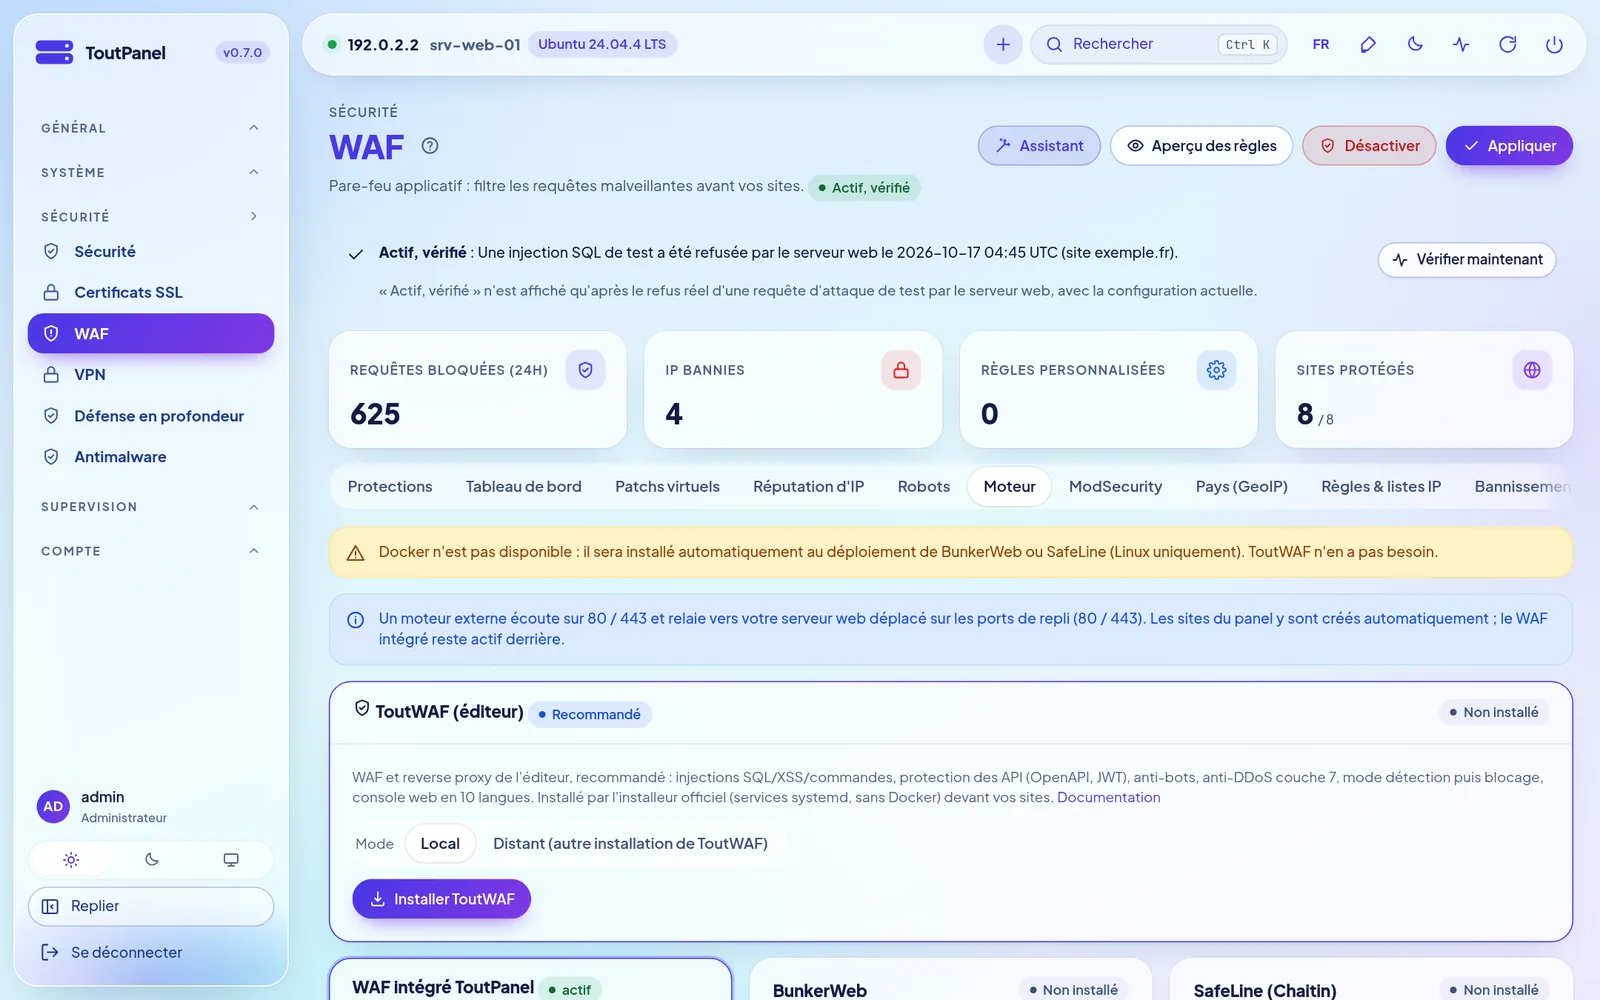 ToutPanel
v0.7.0
GÉNÉRAL
SYSTÈME
SÉCURITÉ
Sécurité
Certificats SSL
WAF
VPN
Défense en profondeur
Antimalware
SUPERVISION
COMPTE
AD
admin
Administrateur
Replier
Se déconnecter
192.0.2.2 srv-web-01 Ubuntu 24.04.4 LTS
Rechercher Ctrl K
FR
SÉCURITÉ
WAF
Pare-feu applicatif : filtre les requêtes malveillantes avant vos sites. Actif, vérifié
Assistant
Aperçu des règles
Désactiver
Appliquer
Actif, vérifié : Une injection SQL de test a été refusée par le serveur web le 2026-10-17 04:45 UTC (site exemple.fr).
« Actif, vérifié » n'est affiché qu'après le refus réel d'une requête d'attaque de test par le serveur web, avec la configuration actuelle.
Vérifier maintenant
REQUÊTES BLOQUÉES (24H)
625
IP BANNIES
4
RÈGLES PERSONNALISÉES
0
SITES PROTÉGÉS
8 / 8
Protections Tableau de bord Patchs virtuels Réputation d'IP Robots Moteur ModSecurity Pays (GeoIP) Règles & listes IP Bannissemen
Docker n'est pas disponible : il sera installé automatiquement au déploiement de BunkerWeb ou SafeLine (Linux uniquement). ToutWAF n'en a pas besoin.
Un moteur externe écoute sur 80 / 443 et relaie vers votre serveur web déplacé sur les ports de repli (80 / 443). Les sites du panel y sont créés automatiquement ; le WAF
intégré reste actif derrière.
ToutWAF (éditeur) Recommandé
Non installé
WAF et reverse proxy de l'éditeur, recommandé : injections SQL/XSS/commandes, protection des API (OpenAPI, JWT), anti-bots, anti-DDoS couche 7, mode détection puis blocage,
console web en 10 langues. Installé par l'installeur officiel (services systemd, sans Docker) devant vos sites. Documentation
Mode Local Distant (autre installation de ToutWAF)
Installer ToutWAF
WAF intégré ToutPanel actif
BunkerWeb Non installé
SafeLine (Chaitin) Non installé